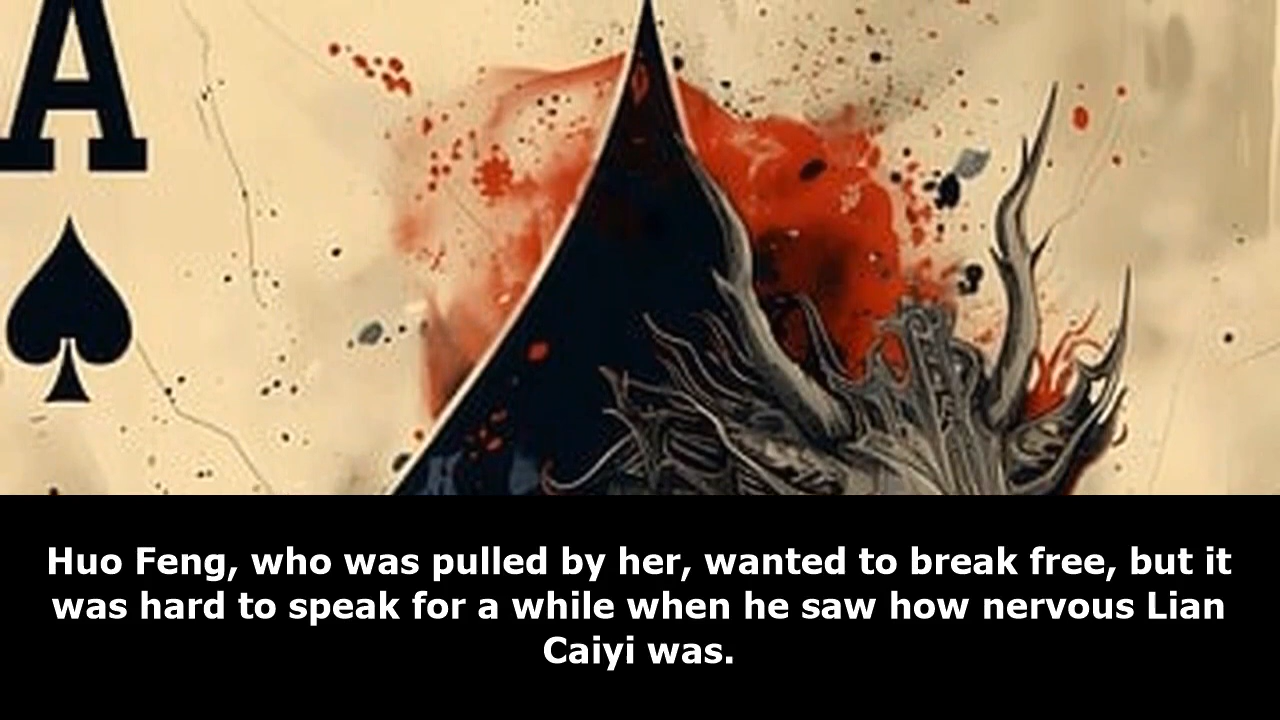 A
Huo Feng, who was pulled by her, wanted to break free, but it
was hard to speak for a while when he saw how nervous Lian
Caiyi was.